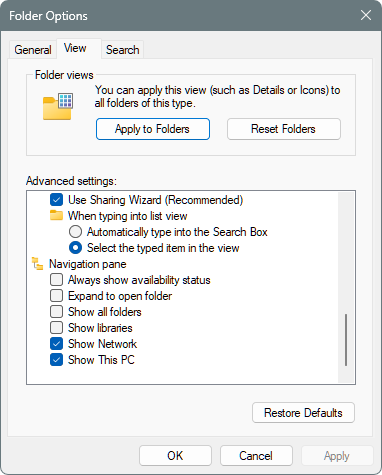 Folder Options
General
View
Search
Folder views
You can apply this view (such as Details or Icons) to
all folders of this type.
Apply to Folders
Reset Folders
Advanced settings:
Use Sharing Wizard (Recommended)
When typing into list view
Automatically type into the Search Box
Select the typed item in the view
Navigation pane
Always show availability status
Expand to open folder
Show all folders
Show libraries
Show Network
Show This PC
Restore Defaults
OK
Cancel
Apply